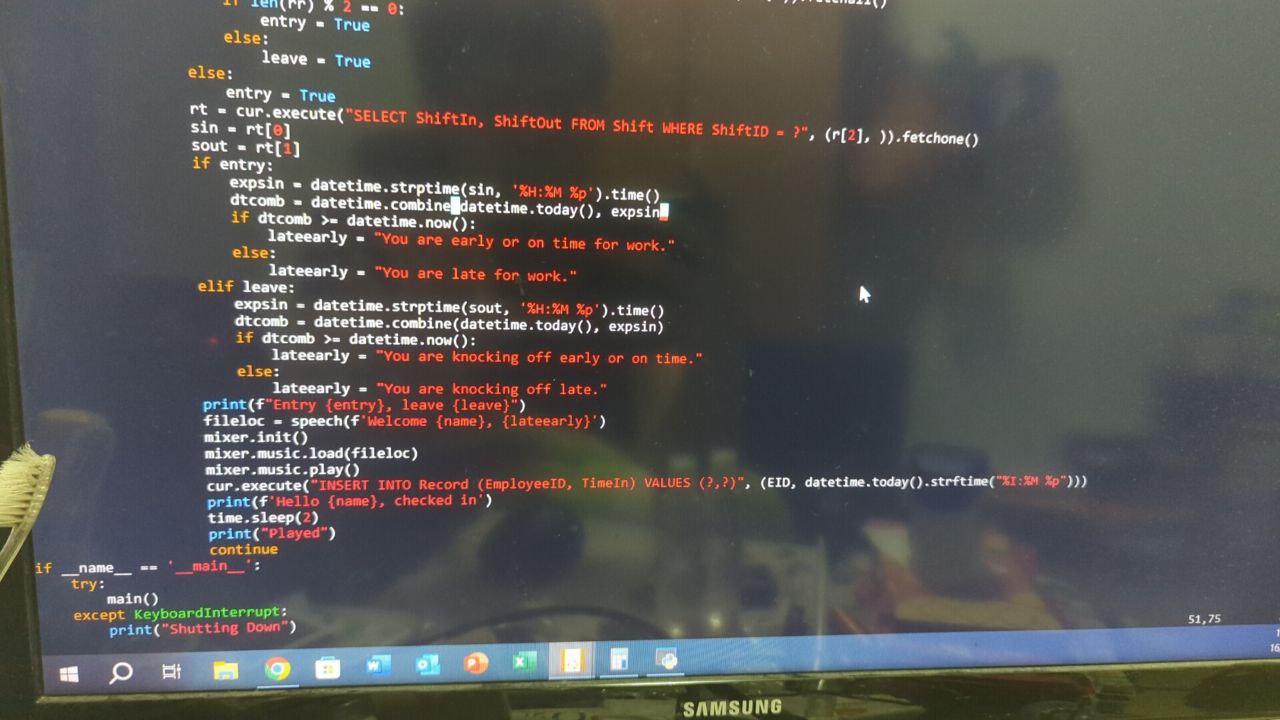 if len(rr) % 2 == 0:
entry = True
else:
leave = True
else:
entry = True
rt = cur.execute("SELECT ShiftIn, ShiftOut FROM Shift WHERE ShiftID = ?", (r[2], )).fetchone()
sin = rt[0]
sout = rt[1]
if entry:
expsin = datetime.strptime(sin, '%H:%M %p').time()
dtcomb = datetime.combine(datetime.today(), expsin)
if dtcomb >= datetime.now():
lateearly = "You are early or on time for work."
else:
lateearly = "You are late for work."
elif leave:
expsin = datetime.strptime(sout, '%H:%M %p').time()
dtcomb = datetime.combine(datetime.today(), expsin)
if dtcomb >= datetime.now():
lateearly = "You are knocking off early or on time."
else:
lateearly = "You are knocking off late."
print(f"Entry {entry}, leave {leave}")
fileloc = speech(f'Welcome {name}, {lateearly}')
mixer.init()
mixer.music.load(fileloc)
mixer.music.play()
cur.execute("INSERT INTO Record (EmployeeID, TimeIn) VALUES (?,?)", (EID, datetime.today().strftime("%I:%M %p")))
print(f'Hello {name}, checked in')
time.sleep(2)
print("Played")
continue
if __name__ == '__main__':
try:
main()
except KeyboardInterrupt:
print("Shutting Down")
51,75
SAMSUNG